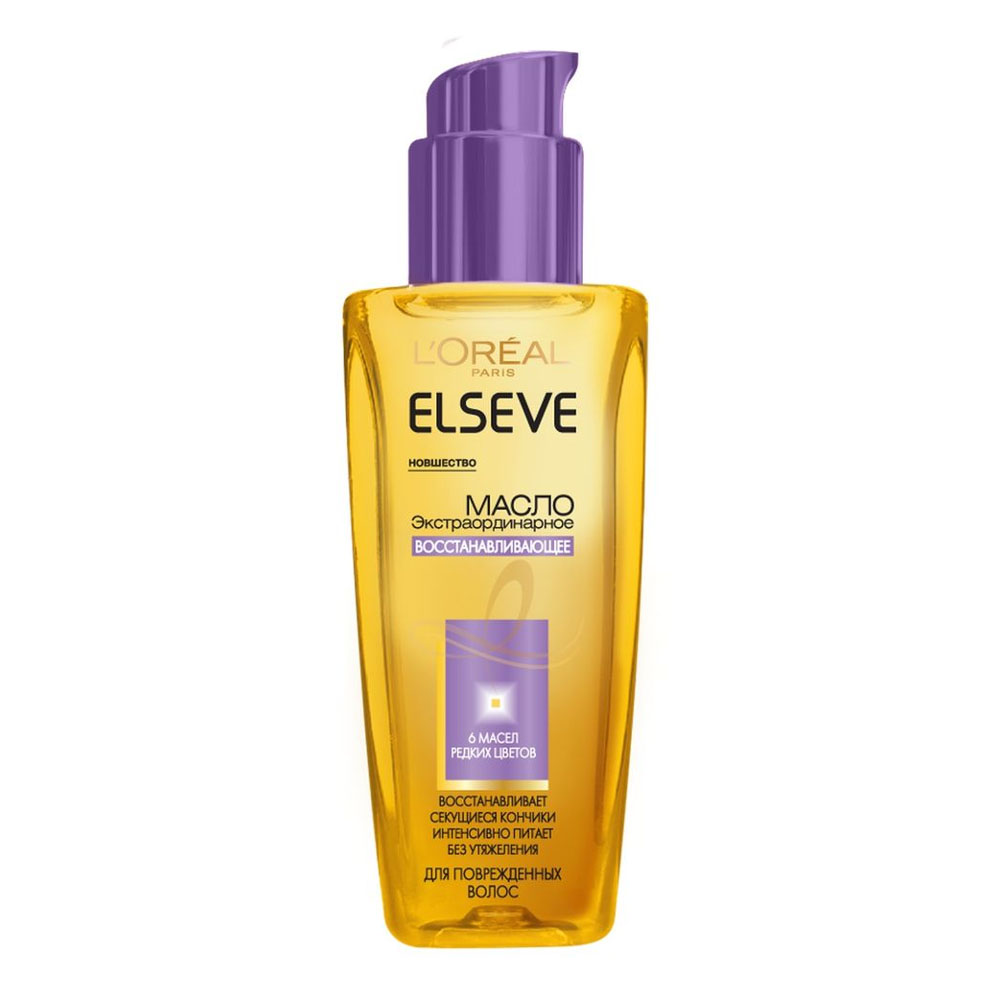 L'ORÉAL
PARIS
ELSEVE
НОВШЕСТВО
МАСЛО
Экстраординарное
ВОССТАНАВЛИВАЮЩЕЕ
6 МАСЕЛ
РЕДКИХ ЦВЕТОВ
ВОССТАНАВЛИВАЕТ
СЕКУЩИЕСЯ КОНЧИКИ
ИНТЕНСИВНО ПИТАЕТ
БЕЗ УТЯЖЕЛЕНИЯ
ДЛЯ ПОВРЕЖДЕННЫХ
ВОЛОС